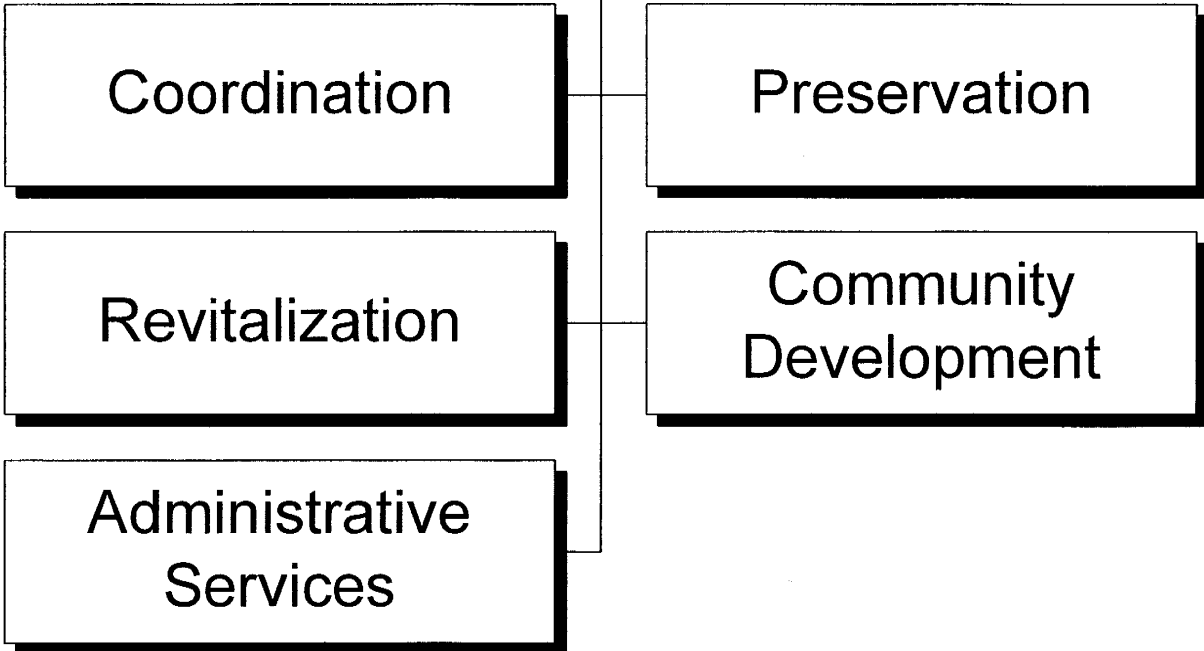 Coordination
Preservation
Revitalization
Community
Development
Administrative
Services